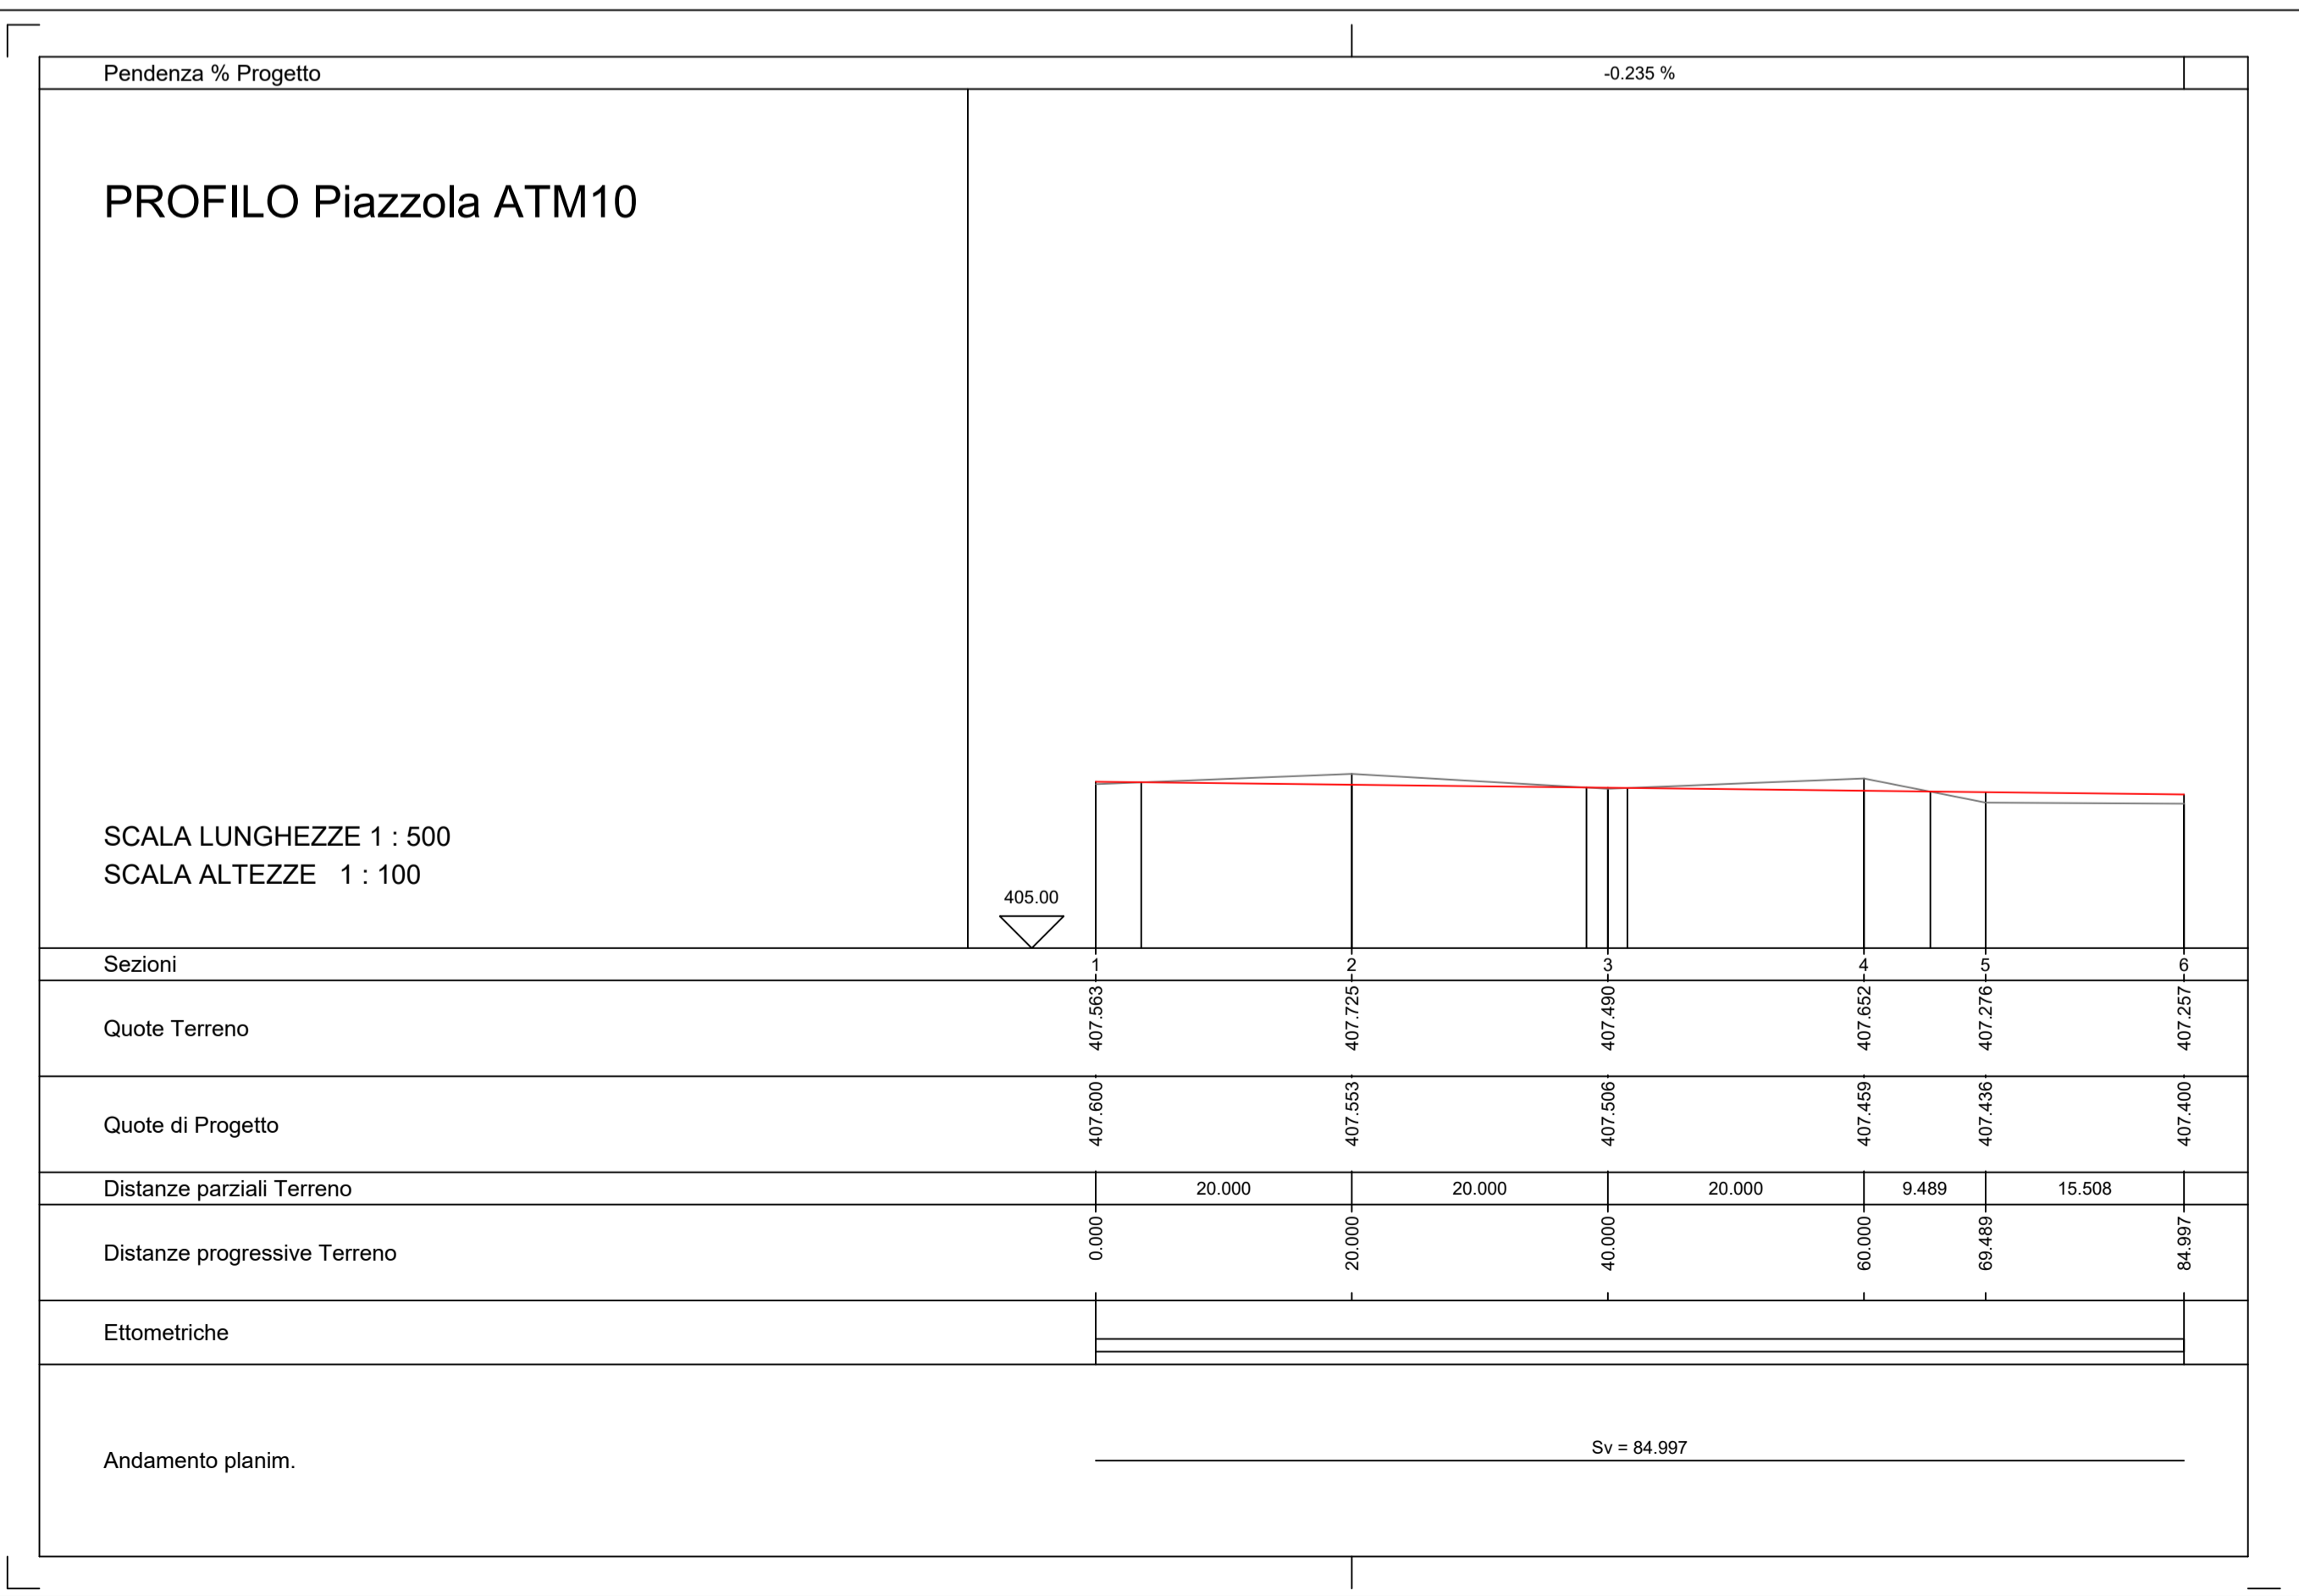 Pendenza % Progetto -0.235 %
PROFILO Piazzola ATM10
SCALA LUNGHEZZE 1 : 500
SCALA ALTEZZE 1 : 100
405.00
Sezioni 1 2 3 4 5 6
Quote Terreno 407.563 407.725 407.490 407.652 407.276 407.257
Quote di Progetto 407.600 407.553 407.506 407.459 407.436 407.400
Distanze parziali Terreno 20.000 20.000 20.000 9.489 15.508
Distanze progressive Terreno 0.000 20.000 40.000 60.000 69.489 84.997
Ettometriche
Sv = 84.997
Andamento planim.